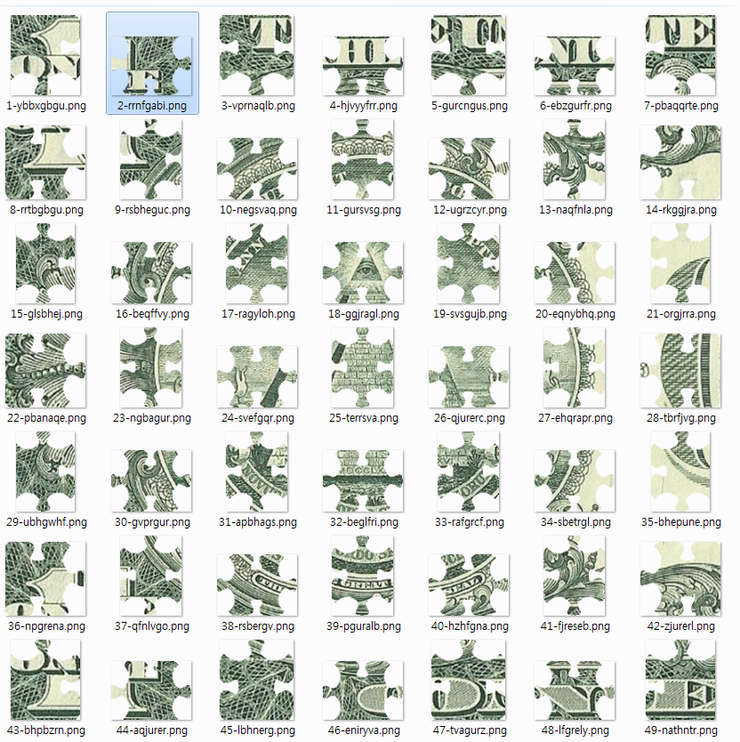 1-ybbxgbgu.png 2-rrnfgabi.png 3-vprnaqlb.png 4-hjvyyfrr.png 5-gurcngus.png 6-ebzgurfr.png 7-pbaqqrte.png
8-rrtbgbgu.png 9-rsbheguc.png 10-negsvaq.png 11-gursvsg.png 12-ugrzcyr.png 13-naqfnla.png 14-rkggjra.png
15-glsbhej.png 16-beqffvy.png 17-ragyloh.png 18-ggjragl.png 19-svsgujb.png 20-eqnybhq.png 21-orgjrra.png
22-pbanaqe.png 23-ngbagur.png 24-svefgqr.png 25-terrsva.png 26-qjurerc.png 27-ehqrapr.png 28-tbrfjvg.png
29-ubhgwhf.png 30-gvprgur.png 31-apbhags.png 32-beglfri.png 33-rafgrcf.png 34-sbetrgl.png 35-bhepune.png
36-npgrena.png 37-qfnlvgo.png 38-rsbergv.png 39-pguralb.png 40-hzhfgna.png 41-fjreseb.png 42-zjurerl.png
43-bhpbzrn.png 44-aqjurer.png 45-lbhnerg.png 46-eniryva.png 47-tvagurz.png 48-lfgrely.png 49-nathntr.png